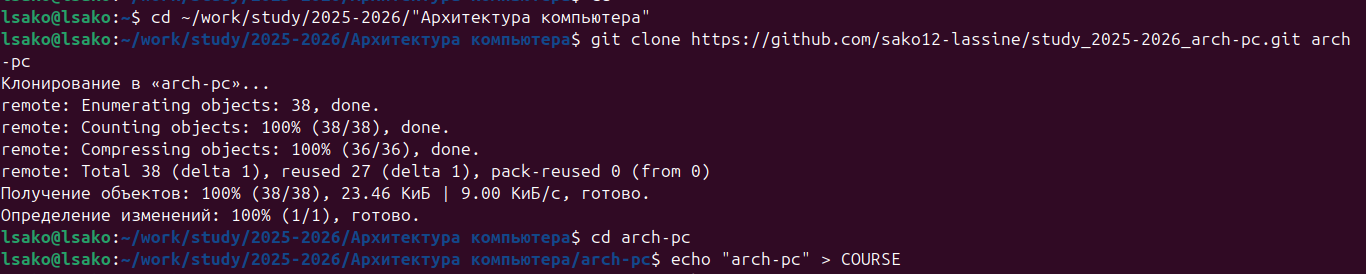 lsako@lsako:~$ cd ~/work/study/2025-2026/"Архитектура компьютера"
lsako@lsako:~/work/study/2025-2026/Архитектура компьютера$ git clone https://github.com/sako12-lassine/study_2025-2026_arch-pc.git arch
-pc
Клонирование в «arch-pc»...
remote: Enumerating objects: 38, done.
remote: Counting objects: 100% (38/38), done.
remote: Compressing objects: 100% (36/36), done.
remote: Total 38 (delta 1), reused 27 (delta 1), pack-reused 0 (from 0)
Получение объектов: 100% (38/38), 23.46 КиБ | 9.00 КиБ/с, готово.
Определение изменений: 100% (1/1), готово.
lsako@lsako:~/work/study/2025-2026/Архитектура компьютера$ cd arch-pc
lsako@lsako:~/work/study/2025-2026/Архитектура компьютера/arch-pc$ echo "arch-pc" > COURSE